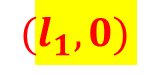 (l₁, 0)